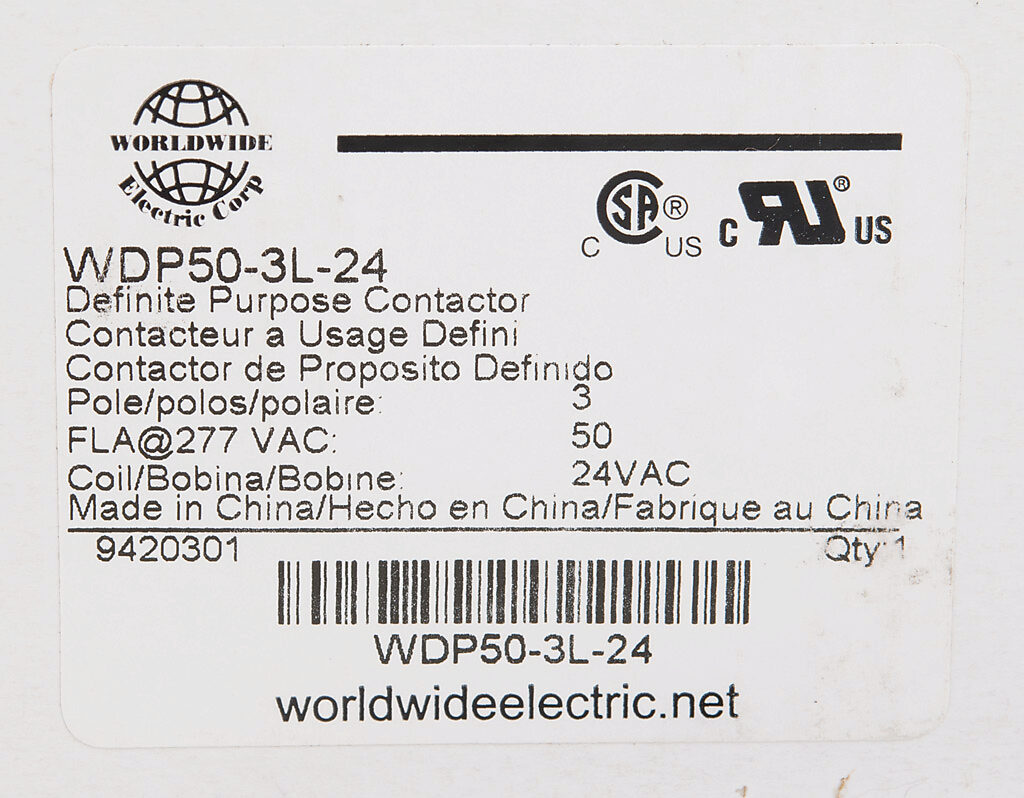 WORLDWIDE
Electric Corp
C CSA® US
C RU® US
WDP50-3L-24
Definite Purpose Contactor
Contacteur a Usage Defini
Contactor de Proposito Definido
Pole/polos/polaire: 3
FLA@277 VAC: 50
Coil/Bobina/Bobine: 24VAC
Made in China/Hecho en China/Fabrique au China
9420301 Qty:1
WDP50-3L-24
worldwideelectric.net